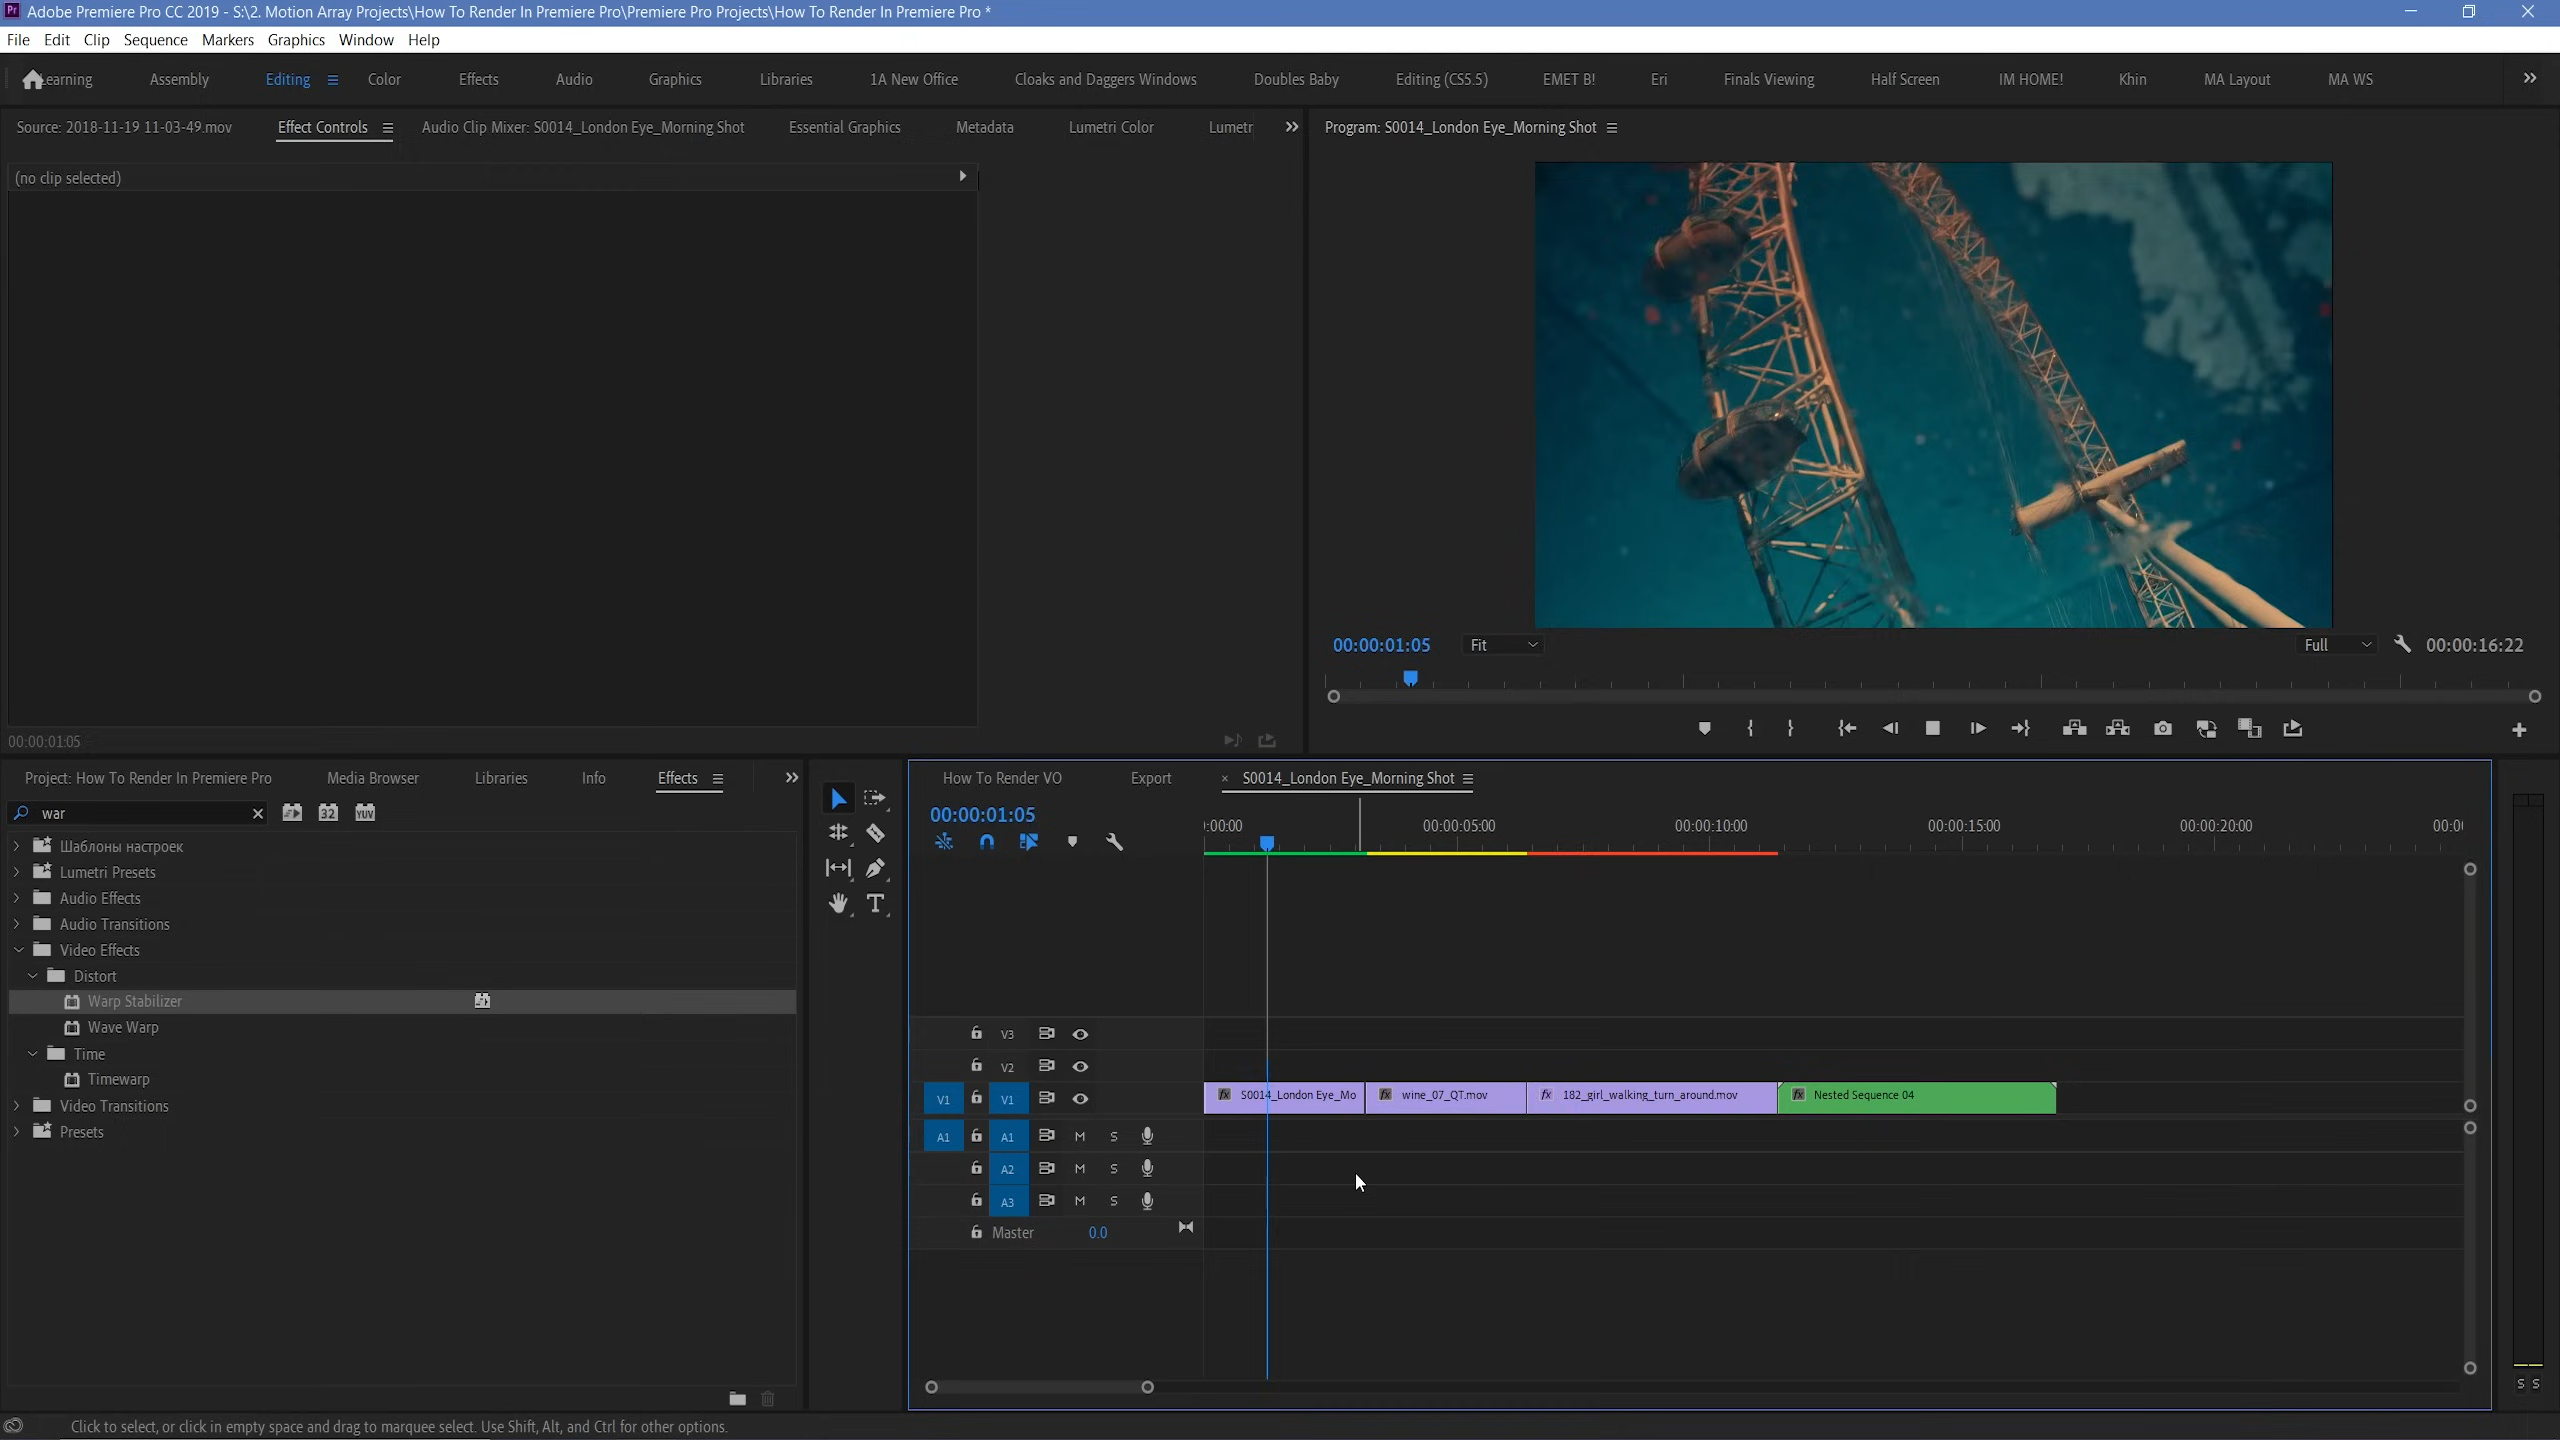 Adobe Premiere Pro CC 2019 - S:\2. Motion Array Projects\How To Render In Premiere Pro\Premiere Pro Projects\How To Render In Premiere Pro *
File Edit Clip Sequence Markers Graphics Window Help
earning Assembly Editing Color Effects Audio Graphics Libraries 1A New Office Cloaks and Daggers Windows Doubles Baby Editing (CS5.5) EMET B! Eri Finals Viewing Half Screen IM HOME! Khin MA Layout MA WS
Source: 2018-11-19 11-03-49.mov Effect Controls Audio Clip Mixer: S0014_London Eye_Morning Shot Essential Graphics Metadata Lumetri Color Lumetr
Program: S0014_London Eye_Morning Shot
(no clip selected)
00:00:01:05 Fit Full 00:00:16:22
00:00:01:05
Project: How To Render In Premiere Pro Media Browser Libraries Info Effects
war 32 YUV
Шаблоны настроек
Lumetri Presets
Audio Effects
Audio Transitions
Video Effects
Distort
Warp Stabilizer
Wave Warp
Time
Timewarp
Video Transitions
Presets
How To Render VO Export S0014_London Eye_Morning Shot
00:00:01:05
:00:00 00:00:05:00 00:00:10:00 00:00:15:00 00:00:20:00 00:0
V3
V2
V1 V1 fx S0014_London Eye_Mo fx wine_07_QT.mov fx 182_girl_walking_turn_around.mov fx Nested Sequence 04
A1 A1 M S
A2 M S
A3 M S
Master 0.0
S S
Click to select, or click in empty space and drag to marquee select. Use Shift, Alt, and Ctrl for other options.